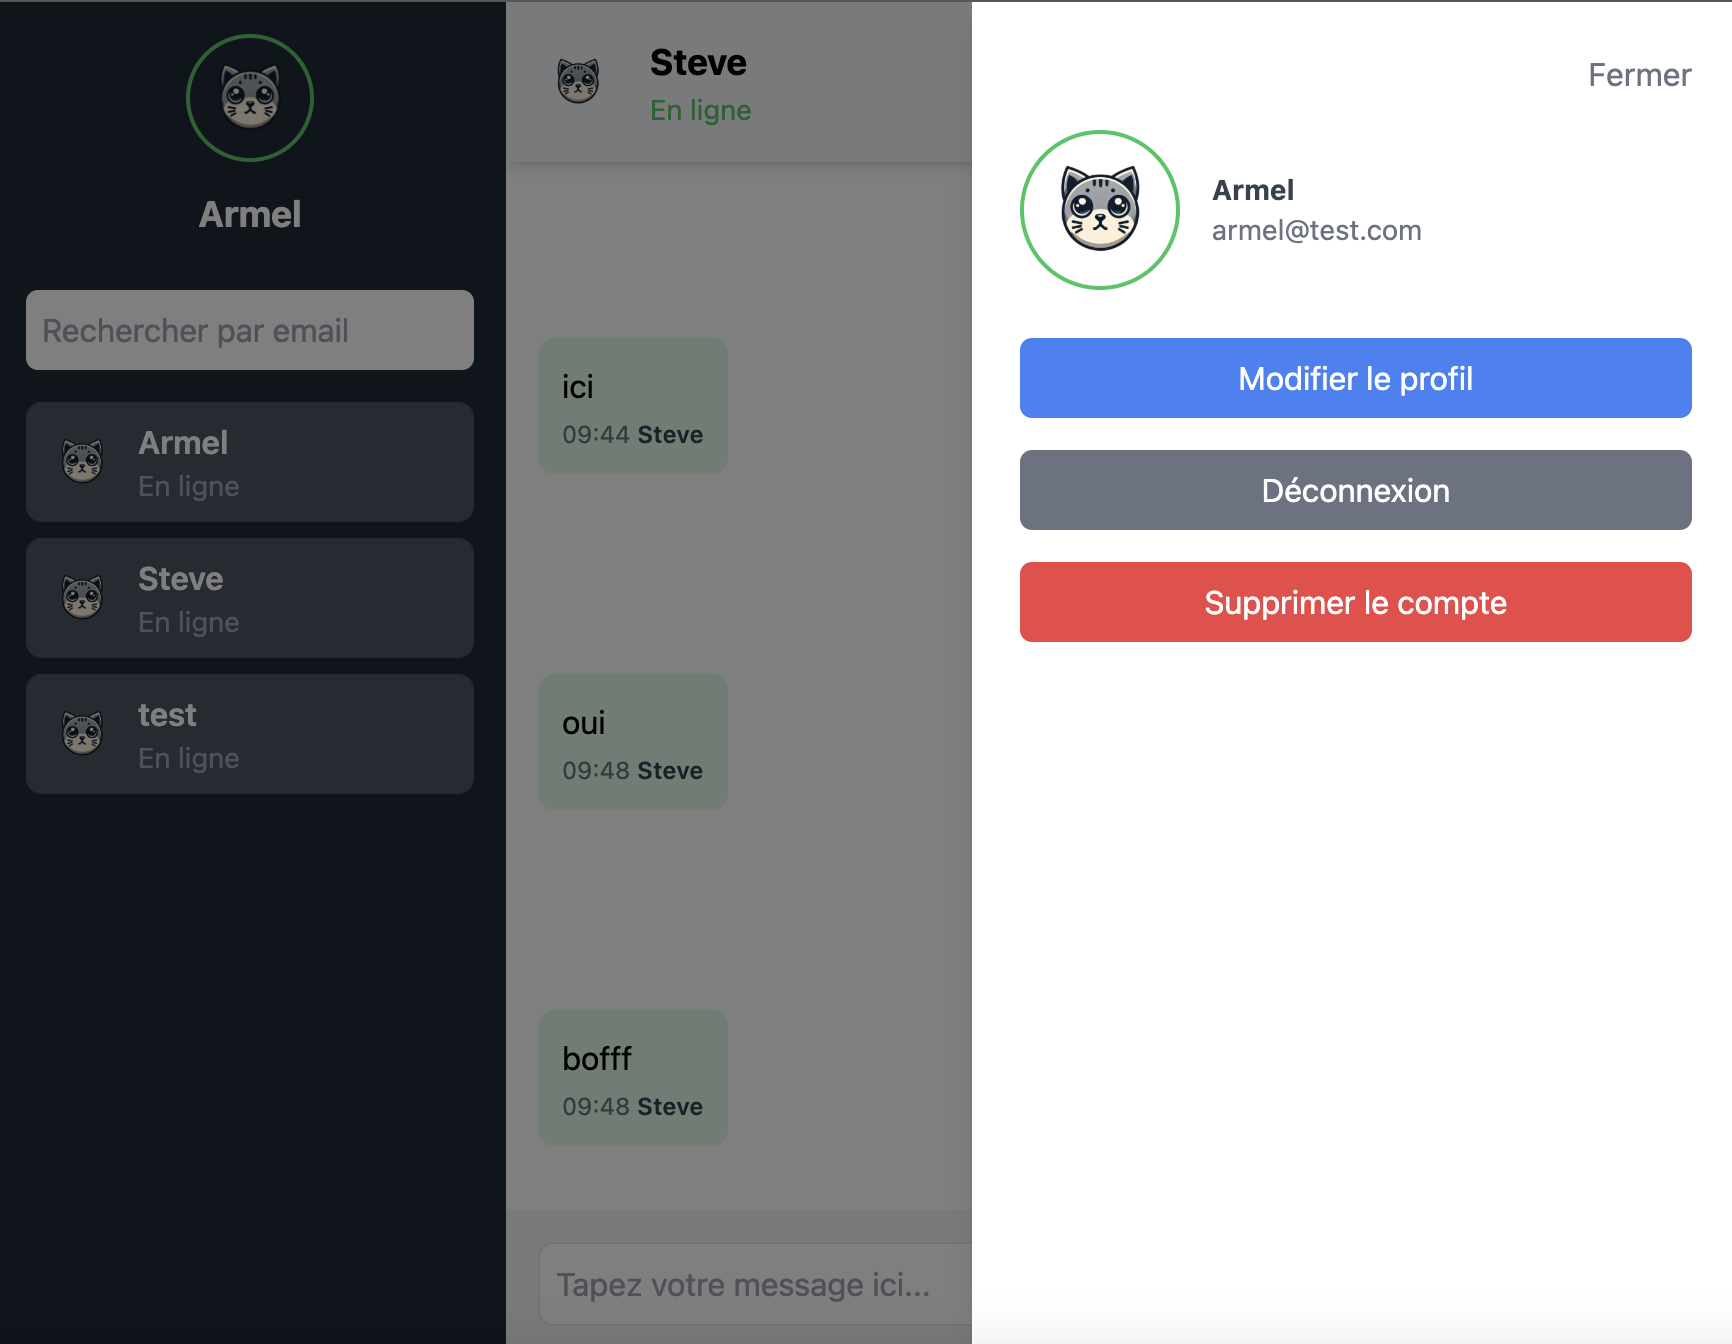 Armel
Rechercher par email
Armel
En ligne
Steve
En ligne
test
En ligne
Steve
En ligne
ici
09:44 Steve
oui
09:48 Steve
bofff
09:48 Steve
Tapez votre message ici...
Fermer
Armel
armel@test.com
Modifier le profil
Déconnexion
Supprimer le compte